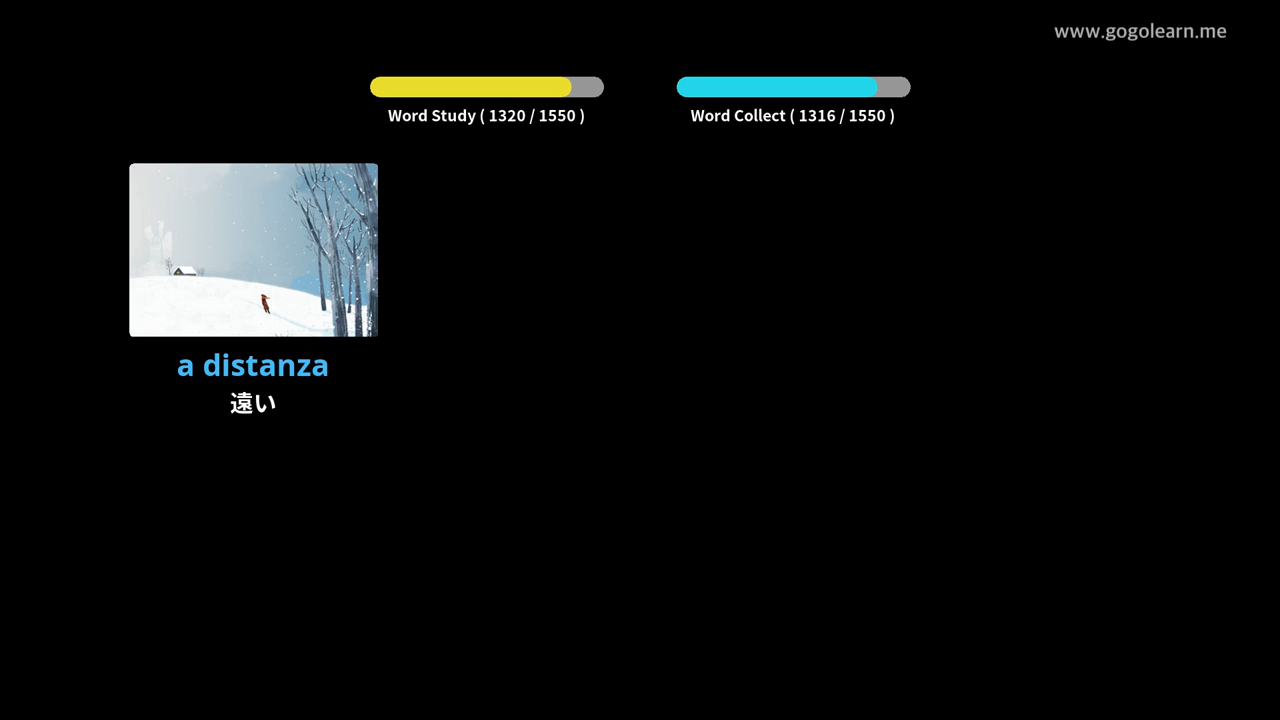 www.gogolearn.me
Word Study ( 1320 / 1550 )
Word Collect ( 1316 / 1550 )
a distanza
遠い